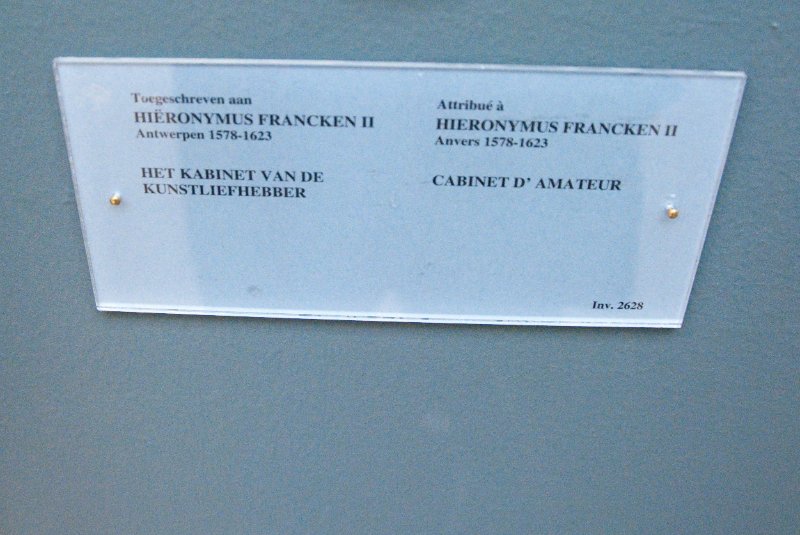 Toegeschreven aan
HIËRONYMUS FRANCKEN II
Antwerpen 1578-1623
HET KABINET VAN DE
KUNSTLIEFHEBBER
Attribué à
HIERONYMUS FRANCKEN II
Anvers 1578-1623
CABINET D' AMATEUR
Inv. 2628